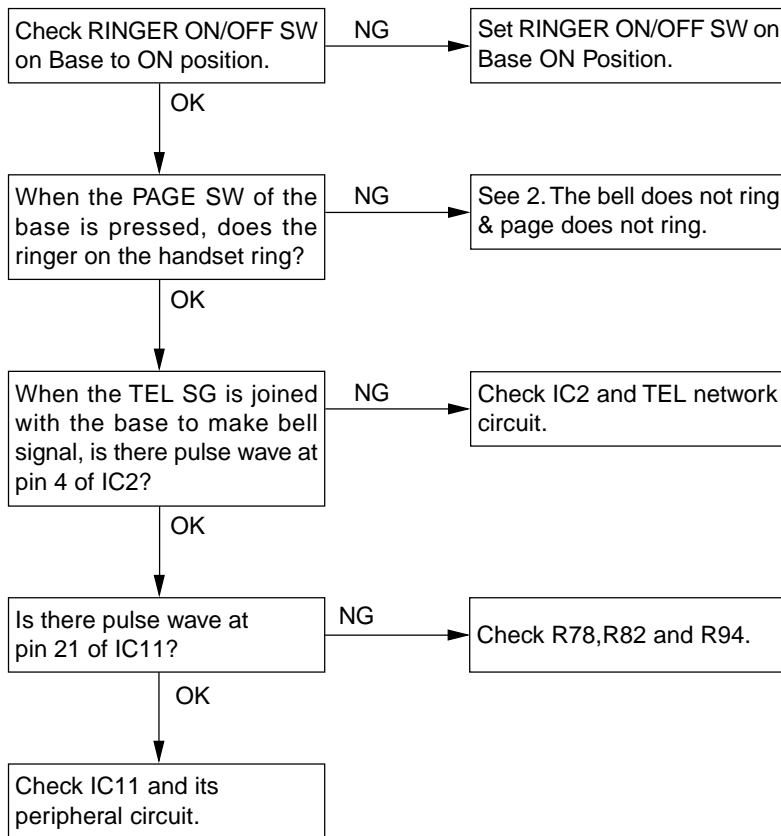 Check RINGER ON/OFF SW
on Base to ON position.
NG
Set RINGER ON/OFF SW on
Base ON Position.
OK
When the PAGE SW of the
base is pressed, does the
ringer on the handset ring?
NG
See 2. The bell does not ring
& page does not ring.
OK
When the TEL SG is joined
with the base to make bell
signal, is there pulse wave at
pin 4 of IC2?
NG
Check IC2 and TEL network
circuit.
OK
Is there pulse wave at
pin 21 of IC11?
NG
Check R78,R82 and R94.
OK
Check IC11 and its
peripheral circuit.